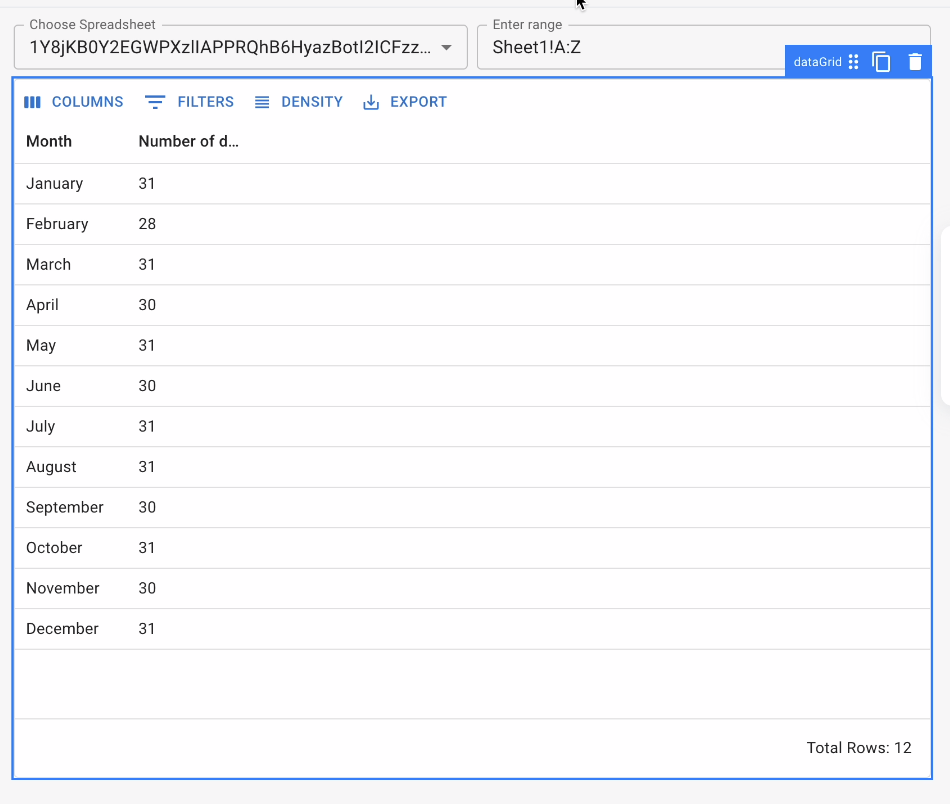 Choose Spreadsheet
Enter range
1Y8jKB0Y2EGWPXzlIAPPRQhB6HyazBotI2ICFzz...
Sheet1!A:Z
dataGrid
COLUMNS FILTERS DENSITY EXPORT
Month Number of d...
January 31
February 28
March 31
April 30
May 31
June 30
July 31
August 31
September 30
October 31
November 30
December 31
Total Rows: 12